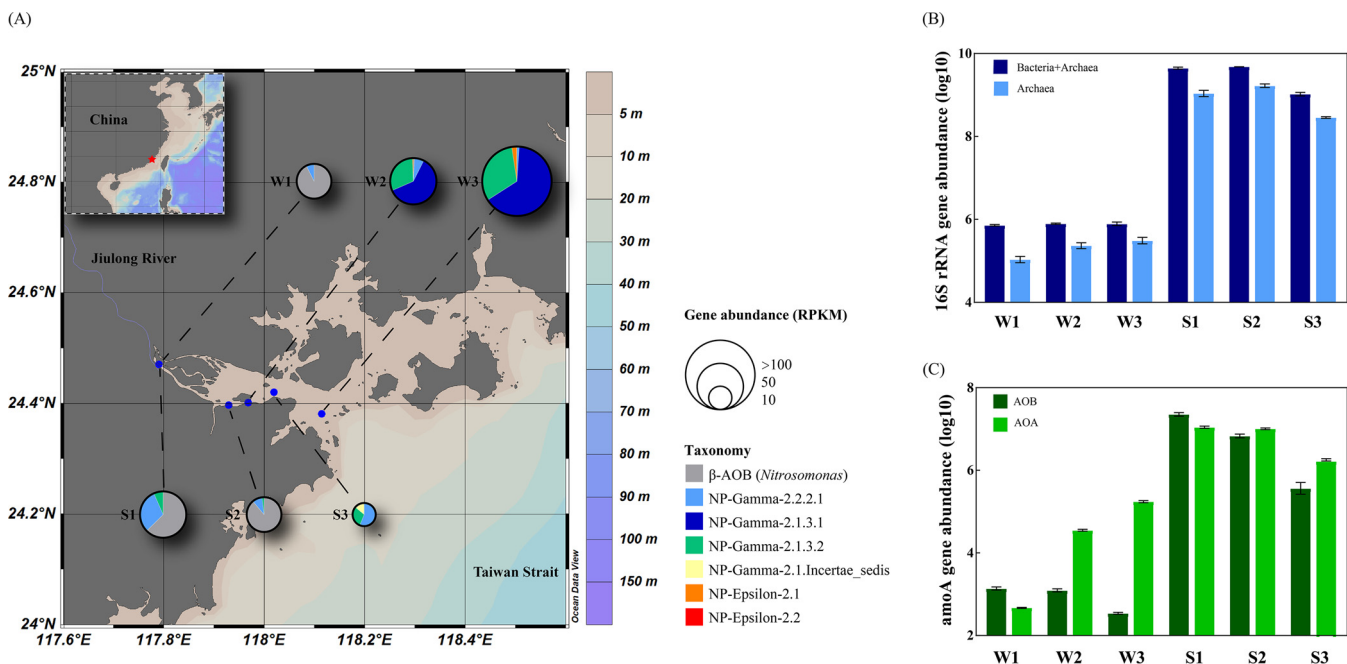 (A)
25°N
24.8°N
24.6°N
24.4°N
24.2°N
24°N
117.6°E
117.8°E
118°E
118.2°E
118.4°E
China
Jiulong River
Taiwan Strait
W1
W2
W3
S1
S2
S3
5 m
10 m
20 m
30 m
50 m
60 m
70 m
80 m
90 m
100 m
150 m
Ocean Data View
Gene abundance (RPKM)
>100
50
10
Taxonomy
β-AOB (Nitrosomonas)
NP-Gamma-2.2.2.1
NP-Gamma-2.1.3.1
NP-Gamma-2.1.3.2
NP-Gamma-2.1.Incertae_sedis
NP-Epsilon-2.1
NP-Epsilon-2.2
(B)
16S rRNA gene abundance (log10)
10
8
6
4
Bacteria+Archaea
Archaea
W1 W2 W3 S1 S2 S3
(C)
amoA gene abundance (log10)
8
6
4
2
AOB
AOA
W1 W2 W3 S1 S2 S3